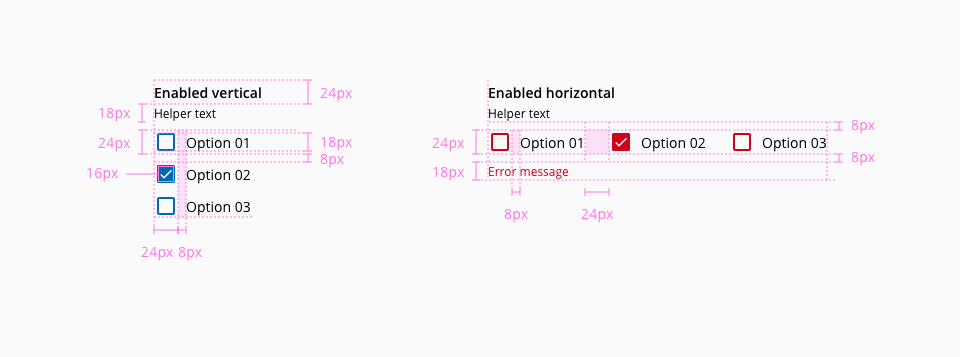 Enabled vertical
24px
18px
Helper text
24px
Option 01
18px
8px
16px
Option 02
Option 03
24px 8px
Enabled horizontal
Helper text
8px
24px
Option 01
Option 02
Option 03
8px
18px
Error message
8px
24px